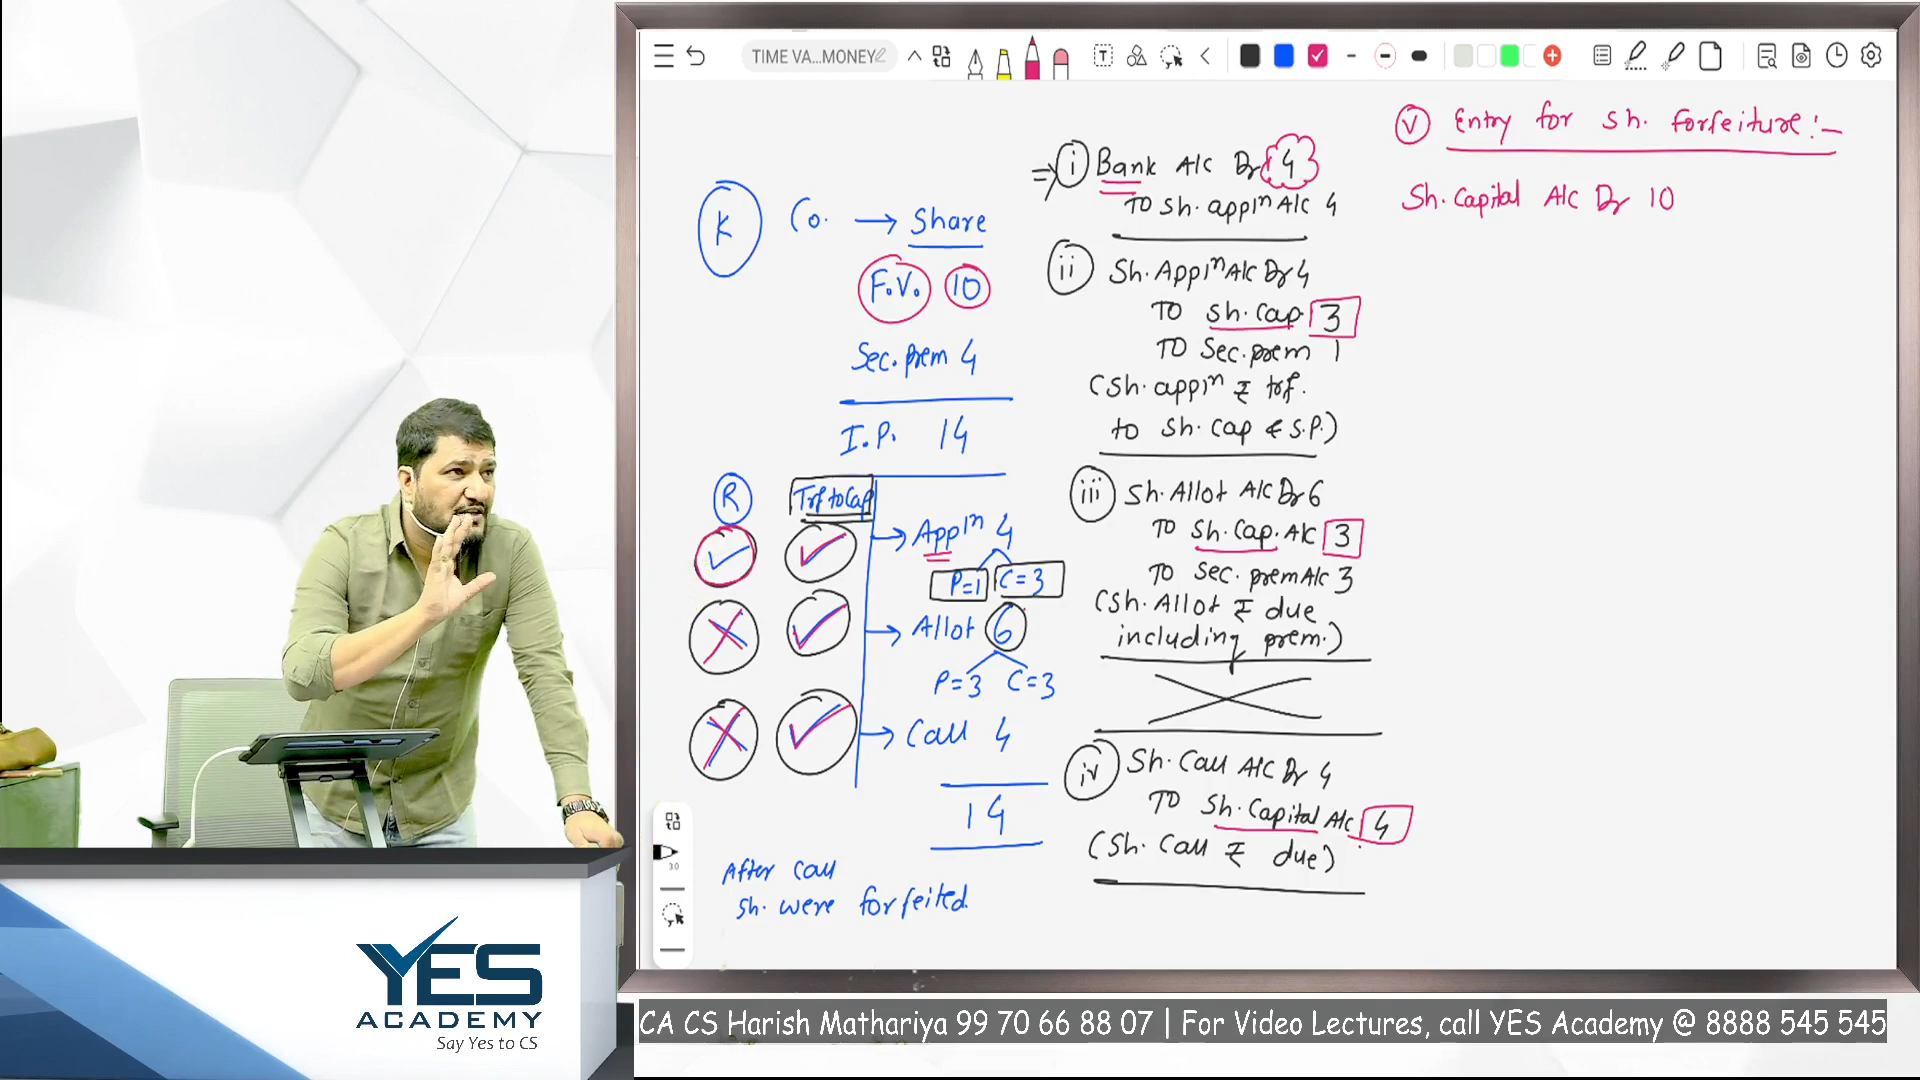 TIME VA...MONEY
K Co. → Share
F.V. 10
Sec. prem 4
I.P. 14
R Trf to Cap
→ Appln 4
P=1 C=3
→ Allot 6
P=3 C=3
→ Call 4
14
After call
sh. were forfeited.
⇒ i Bank A/c Dr 4
To sh. appln A/c 4
ii Sh. Appln A/c Dr 4
To sh. cap. 3
To Sec. prem 1
(sh. appln ₹ trf.
to sh. cap & S.P.)
iii Sh. Allot A/c Dr 6
To sh. cap. A/c 3
To sec. prem A/c 3
(sh. Allot ₹ due
including prem.)
iv Sh. Call A/c Dr 4
To sh. capital A/c 4
(sh. call ₹ due)
v Entry for sh. forfeiture:-
Sh. Capital A/c Dr 10
3.0
YES
ACADEMY
Say Yes to CS
CA CS Harish Mathariya 99 70 66 88 07 | For Video Lectures, call YES Academy @ 8888 545 545